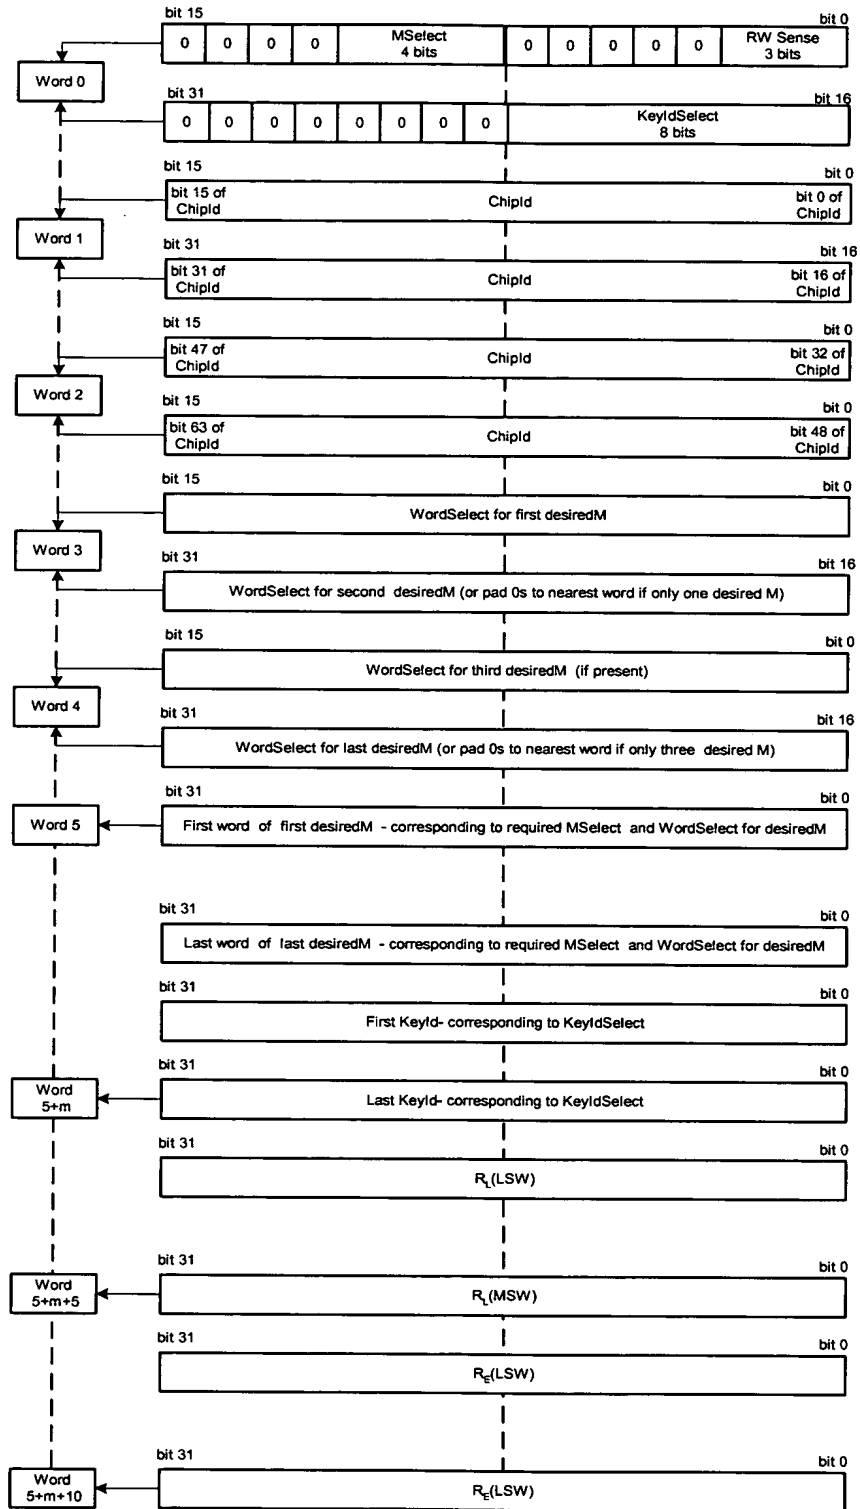 bit 15 bit 0
0 0 0 0 MSelect 4 bits 0 0 0 0 0 RW Sense 3 bits
Word 0
bit 31 bit 16
0 0 0 0 0 0 0 0 KeyIdSelect 8 bits
bit 15 bit 0
bit 15 of ChipId ChipId bit 0 of ChipId
Word 1
bit 31 bit 16
bit 31 of ChipId ChipId bit 16 of ChipId
bit 15 bit 0
bit 47 of ChipId ChipId bit 32 of ChipId
Word 2
bit 15 bit 0
bit 63 of ChipId ChipId bit 48 of ChipId
bit 15 bit 0
WordSelect for first desiredM
Word 3
bit 31 bit 16
WordSelect for second desiredM (or pad 0s to nearest word if only one desired M)
bit 15 bit 0
WordSelect for third desiredM (if present)
Word 4
bit 31 bit 16
WordSelect for last desiredM (or pad 0s to nearest word if only three desired M)
bit 31 bit 0
Word 5 First word of first desiredM - corresponding to required MSelect and WordSelect for desiredM
bit 31 bit 0
Last word of last desiredM - corresponding to required MSelect and WordSelect for desiredM
bit 31 bit 0
First KeyId- corresponding to KeyIdSelect
bit 31 bit 0
Word 5+m Last KeyId- corresponding to KeyIdSelect
bit 31 bit 0
RL(LSW)
bit 31 bit 0
Word 5+m+5 RL(MSW)
bit 31 bit 0
RE(LSW)
bit 31 bit 0
Word 5+m+10 RE(LSW)